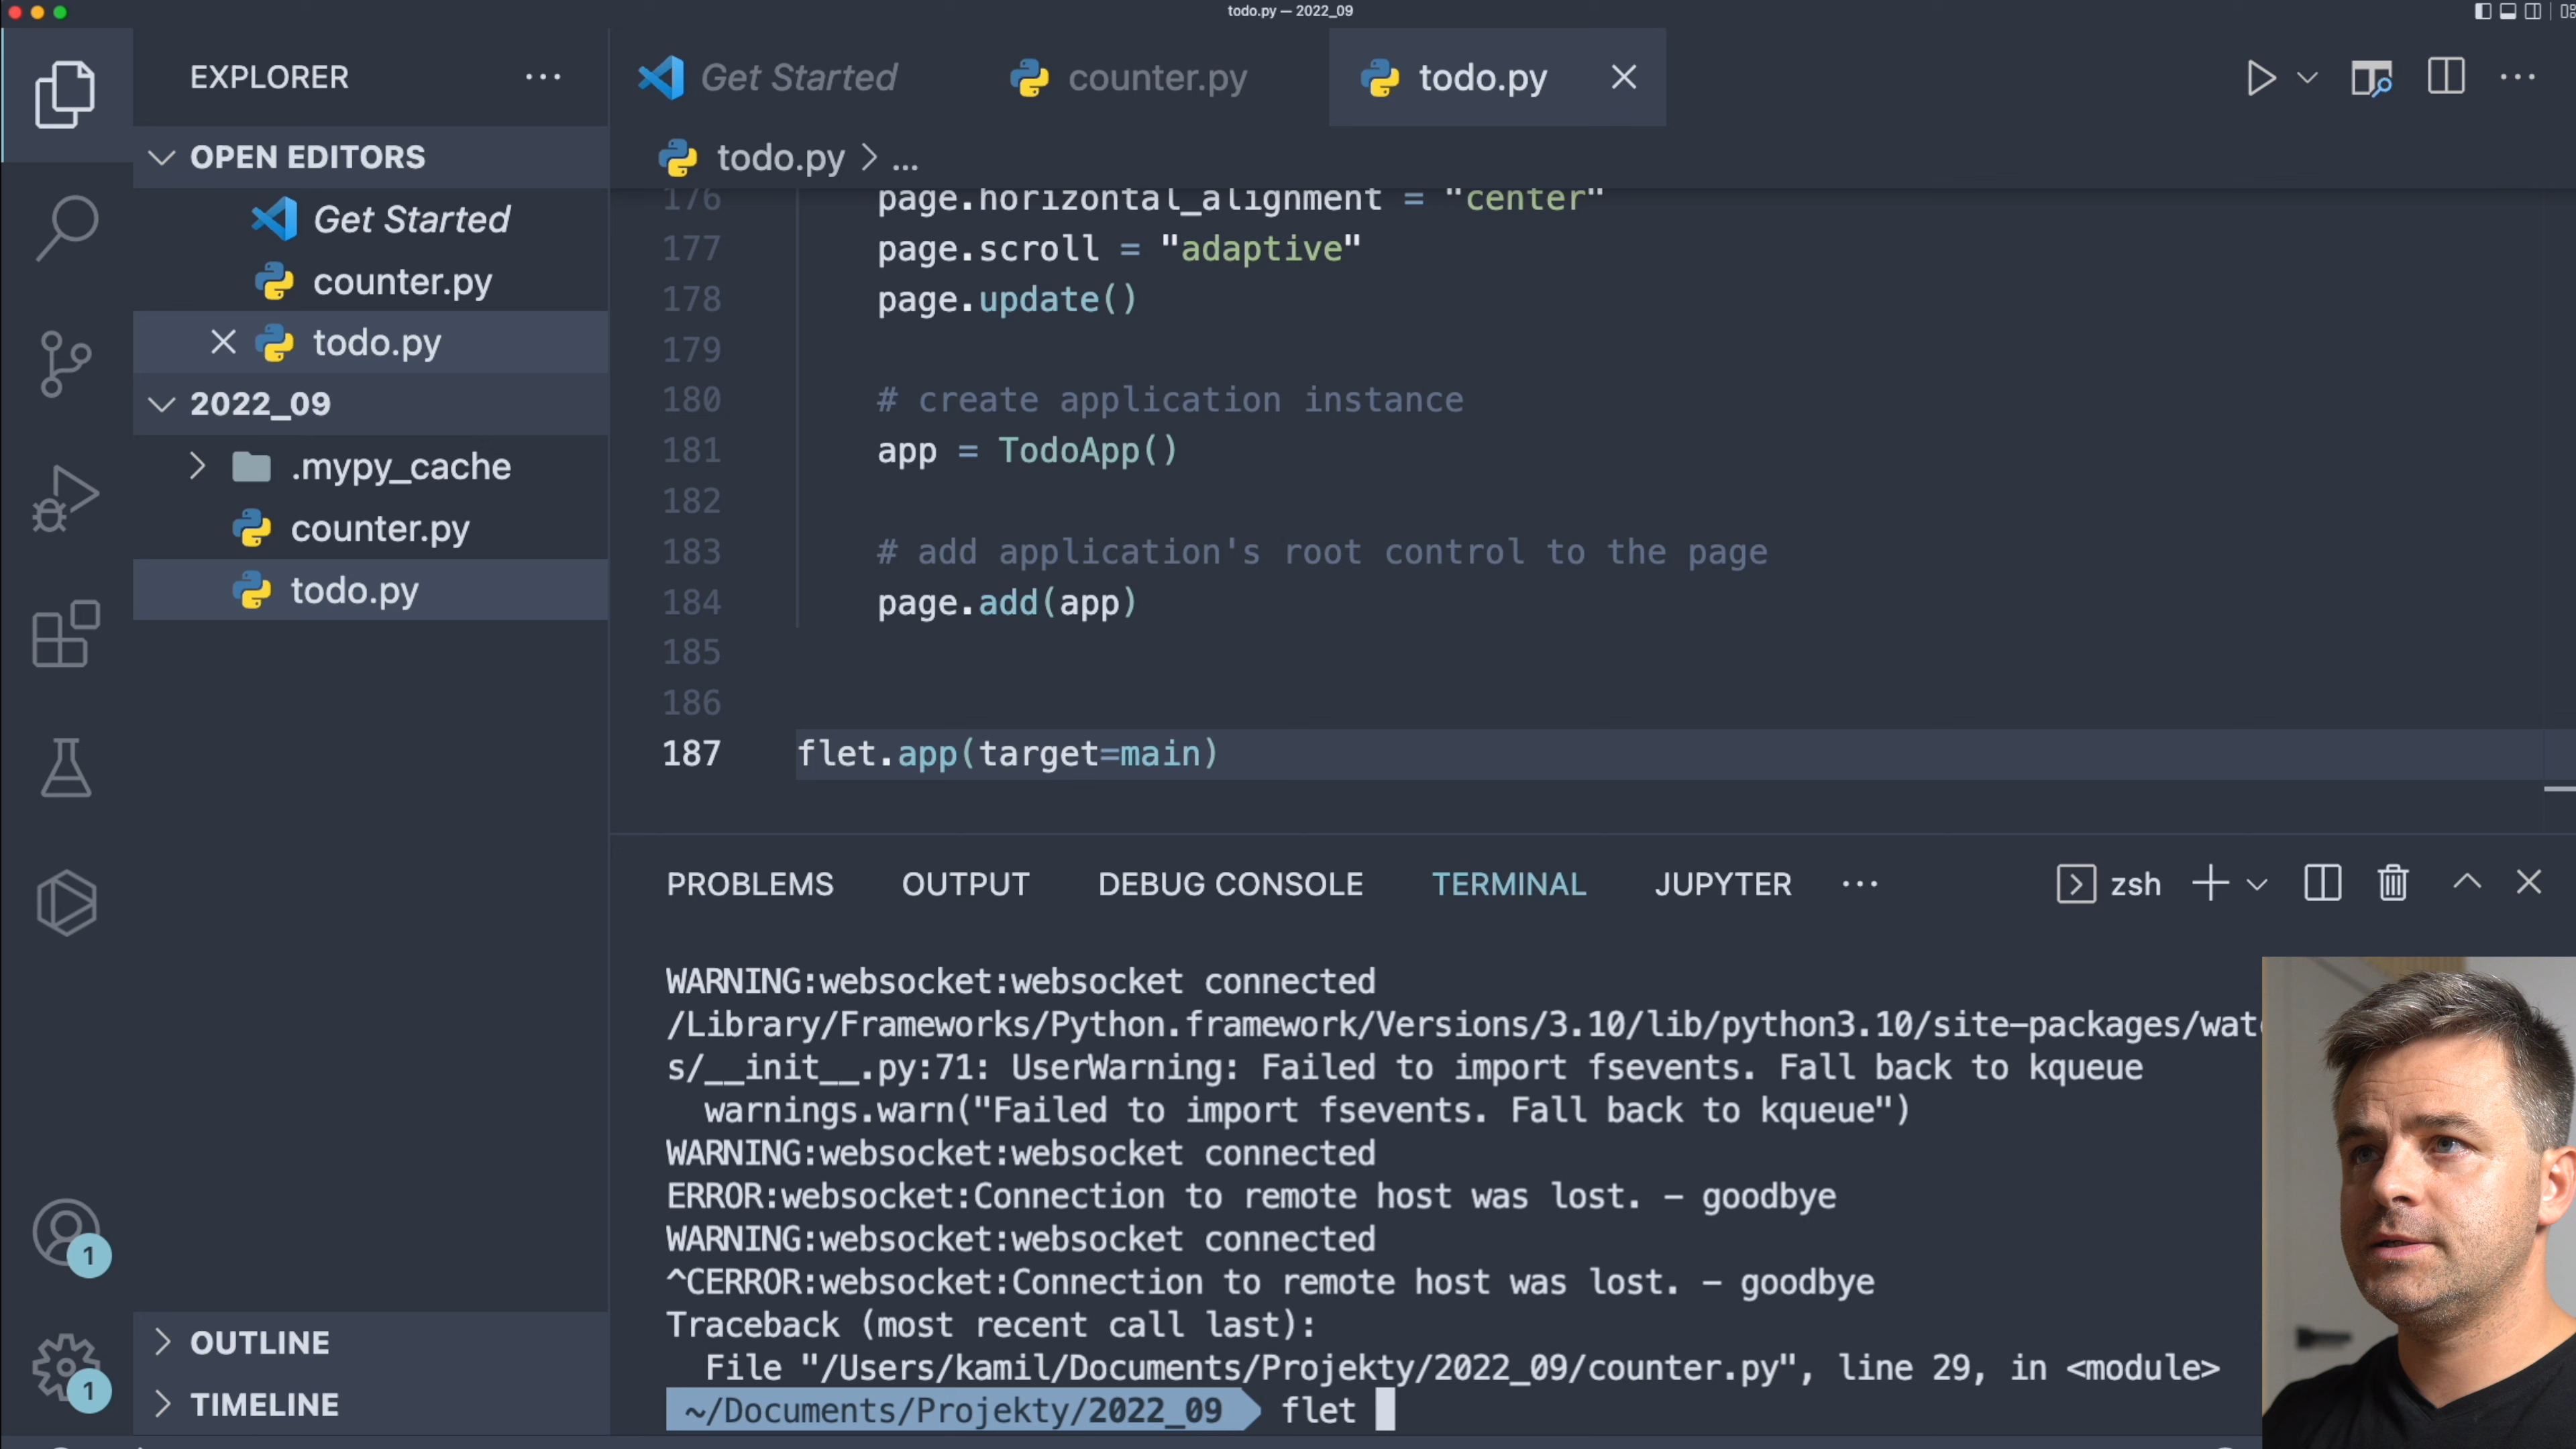 todo.py — 2022_09
EXPLORER
OPEN EDITORS
Get Started
counter.py
todo.py
2022_09
.mypy_cache
counter.py
todo.py
OUTLINE
TIMELINE
1
1
Get Started
counter.py
todo.py
todo.py > ...
176 page.horizontal_alignment = "center"
177 page.scroll = "adaptive"
178 page.update()
179
180 # create application instance
181 app = TodoApp()
182
183 # add application's root control to the page
184 page.add(app)
185
186
187 flet.app(target=main)
PROBLEMS OUTPUT DEBUG CONSOLE TERMINAL JUPYTER ... zsh
WARNING:websocket:websocket connected
/Library/Frameworks/Python.framework/Versions/3.10/lib/python3.10/site-packages/wat
s/__init__.py:71: UserWarning: Failed to import fsevents. Fall back to kqueue
warnings.warn("Failed to import fsevents. Fall back to kqueue")
WARNING:websocket:websocket connected
ERROR:websocket:Connection to remote host was lost. - goodbye
WARNING:websocket:websocket connected
^CERROR:websocket:Connection to remote host was lost. - goodbye
Traceback (most recent call last):
File "/Users/kamil/Documents/Projekty/2022_09/counter.py", line 29, in <module>
~/Documents/Projekty/2022_09 flet